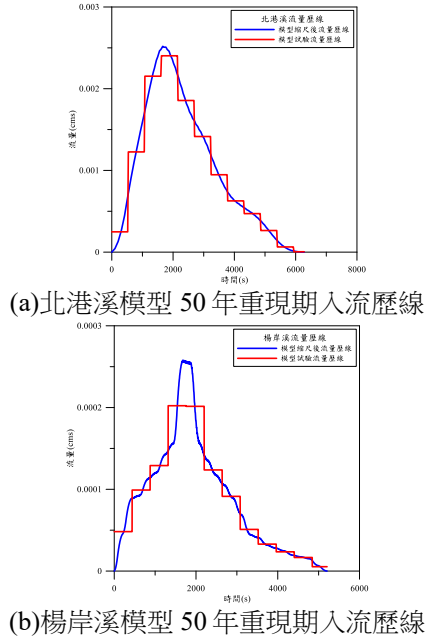 北港溪流量歷線
模型縮尺後流量歷線
模型試驗流量歷線
0.003
0.002
0.001
0
流量(cms)
0 2000 4000 6000 8000
時間(s)
(a)北港溪模型 50 年重現期入流歷線
楊岸溪流量歷線
模型縮尺後流量歷線
模型試驗流量歷線
0.0003
0.0002
0.0001
0
流量(cms)
0 2000 4000 6000
時間(s)
(b)楊岸溪模型 50 年重現期入流歷線